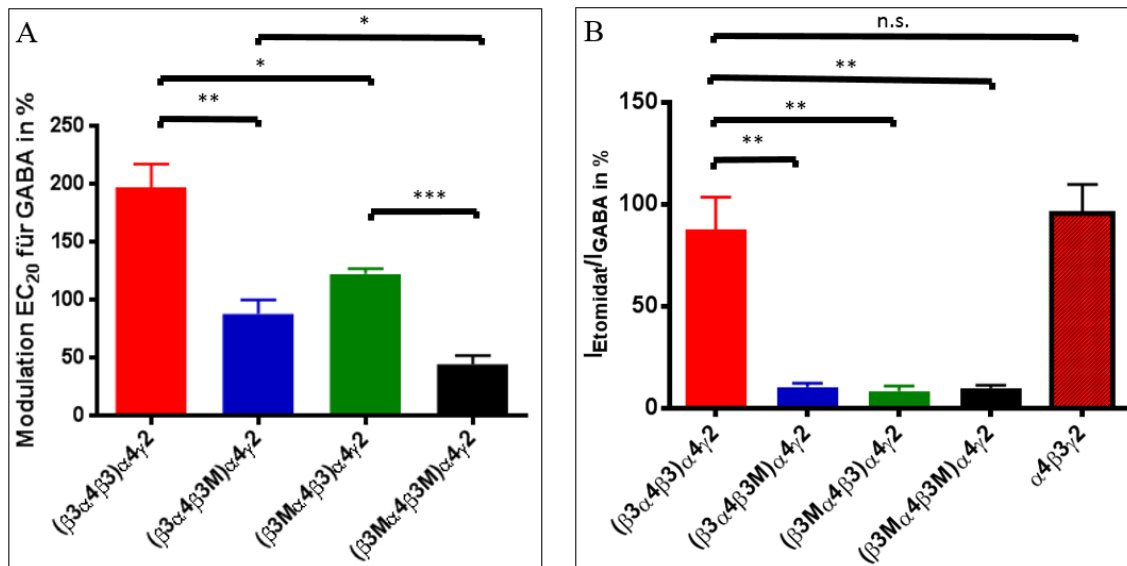 A
Modulation EC20 für GABA in %
250
200
150
100
50
0
*
*
**
***
(β3α4β3)α4γ2
(β3α4β3M)α4γ2
(β3Mα4β3)α4γ2
(β3Mα4β3M)α4γ2
B
IEtomidat/IGABA in %
150
100
50
0
n.s.
**
**
**
(β3α4β3)α4γ2
(β3α4β3M)α4γ2
(β3Mα4β3)α4γ2
(β3Mα4β3M)α4γ2
α4β3γ2